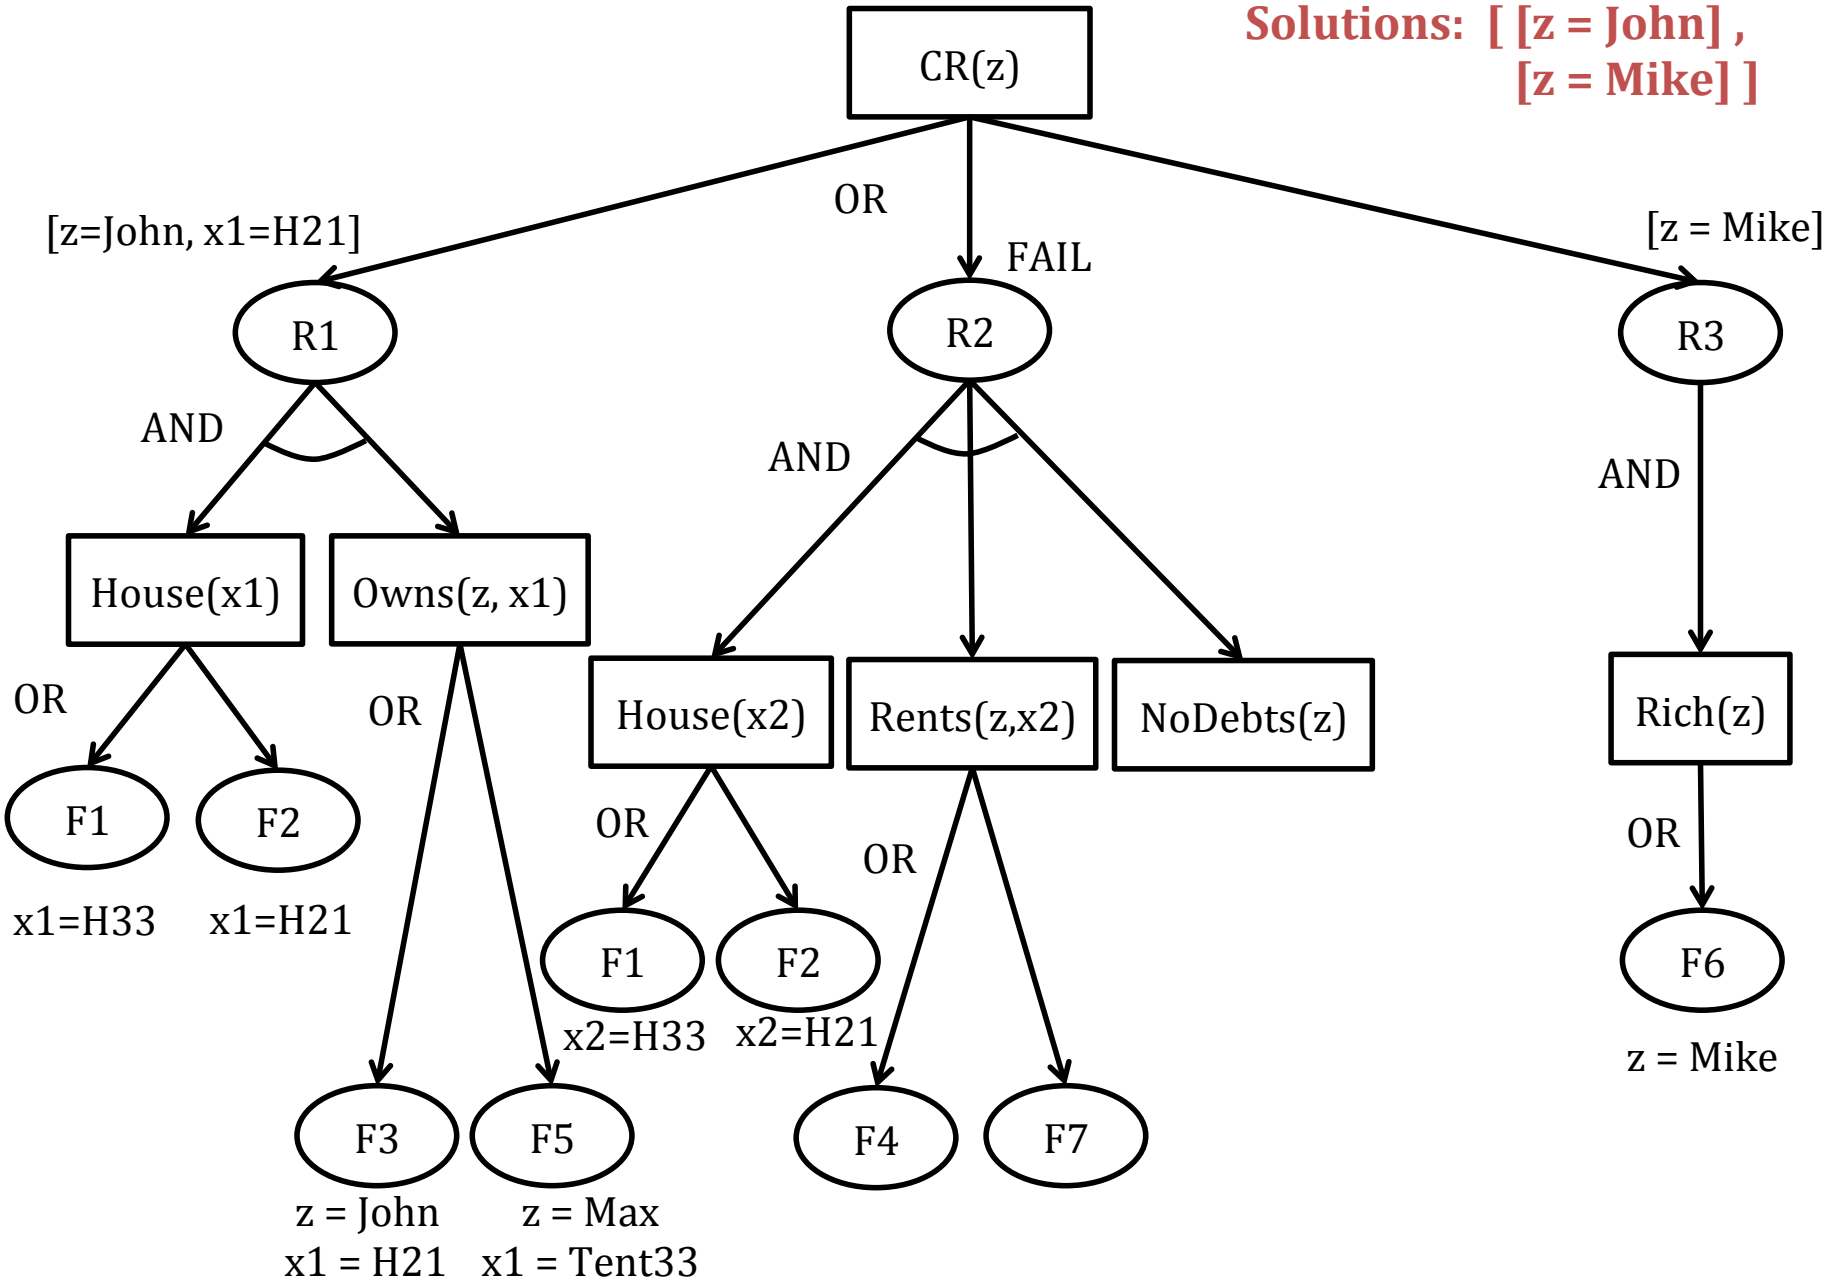 Solutions: [ [z = John] ,
[z = Mike] ]
CR(z)
OR
[z=John, x1=H21]
FAIL
[z = Mike]
R1
R2
R3
AND
AND
AND
House(x1)
Owns(z, x1)
House(x2)
Rents(z,x2)
NoDebts(z)
Rich(z)
OR
OR
OR
OR
OR
F1
F2
x1=H33
x1=H21
F1
F2
x2=H33
x2=H21
F6
z = Mike
F3
F5
F4
F7
z = John
x1 = H21
z = Max
x1 = Tent33